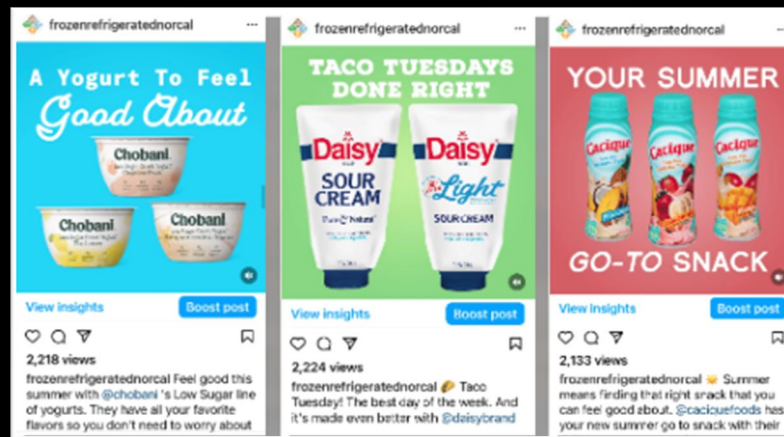 frozenrefrigeratednorcal
A Yogurt To Feel
Good About
Chobani
Chobani
Chobani
View insights
Boost post
2,218 views
frozenrefrigeratednorcal Feel good this
summer with @chobani 's Low Sugar line
of yogurts. They have all your favorite
flavors so you don't need to worry about
frozenrefrigeratednorcal
TACO TUESDAYS
DONE RIGHT
Daisy
SOUR
CREAM
Pure & Natural
Daisy
Light
SOUR CREAM
View insights
Boost post
2,224 views
frozenrefrigeratednorcal 🌮 Taco
Tuesday! The best day of the week. And
it's made even better with @daisybrand
frozenrefrigeratednorcal
YOUR SUMMER
Cacique
Cacique
Cacique
GO-TO SNACK
View insights
Boost post
2,133 views
frozenrefrigeratednorcal ☀️ Summer
means finding that right snack that you
can feel good about. @caciquefoods has
your new summer go to snack with their